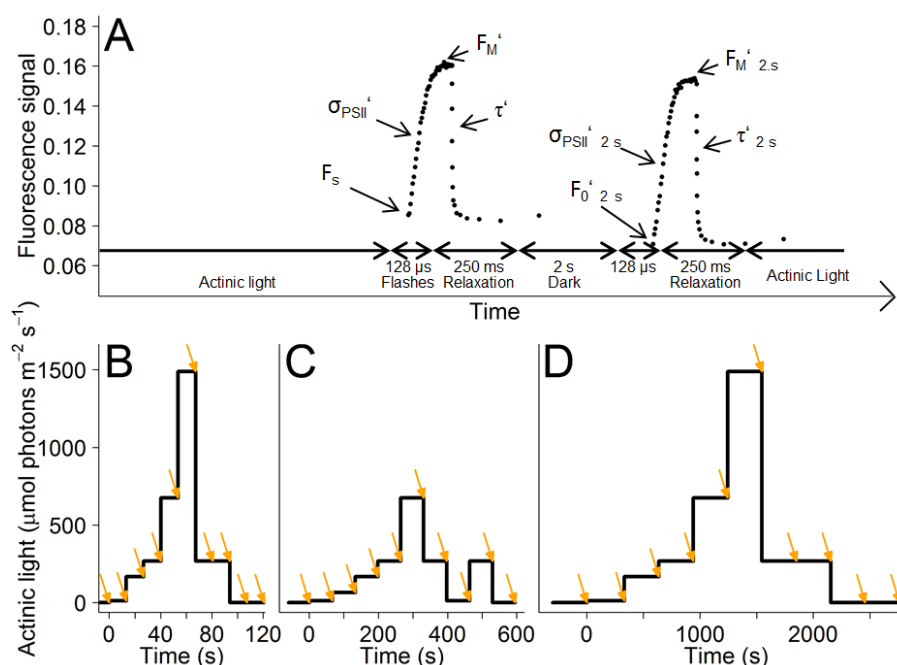 A
Fluorescence signal
0.18
0.16
0.14
0.12
0.10
0.08
0.06
FM‘
σPSII‘
τ‘
Fs
FM‘ 2.s
σPSII‘ 2 s
τ‘ 2 s
F0‘ 2 s
Actinic light
128 µs
Flashes
250 ms
Relaxation
2 s
Dark
128 µs
250 ms
Relaxation
Actinic Light
Time
Actinic light (µmol photons m−2 s−1)
1500
1000
500
0
B
0 40 80 120
Time (s)
C
0 200 400 600
Time (s)
D
0 1000 2000
Time (s)